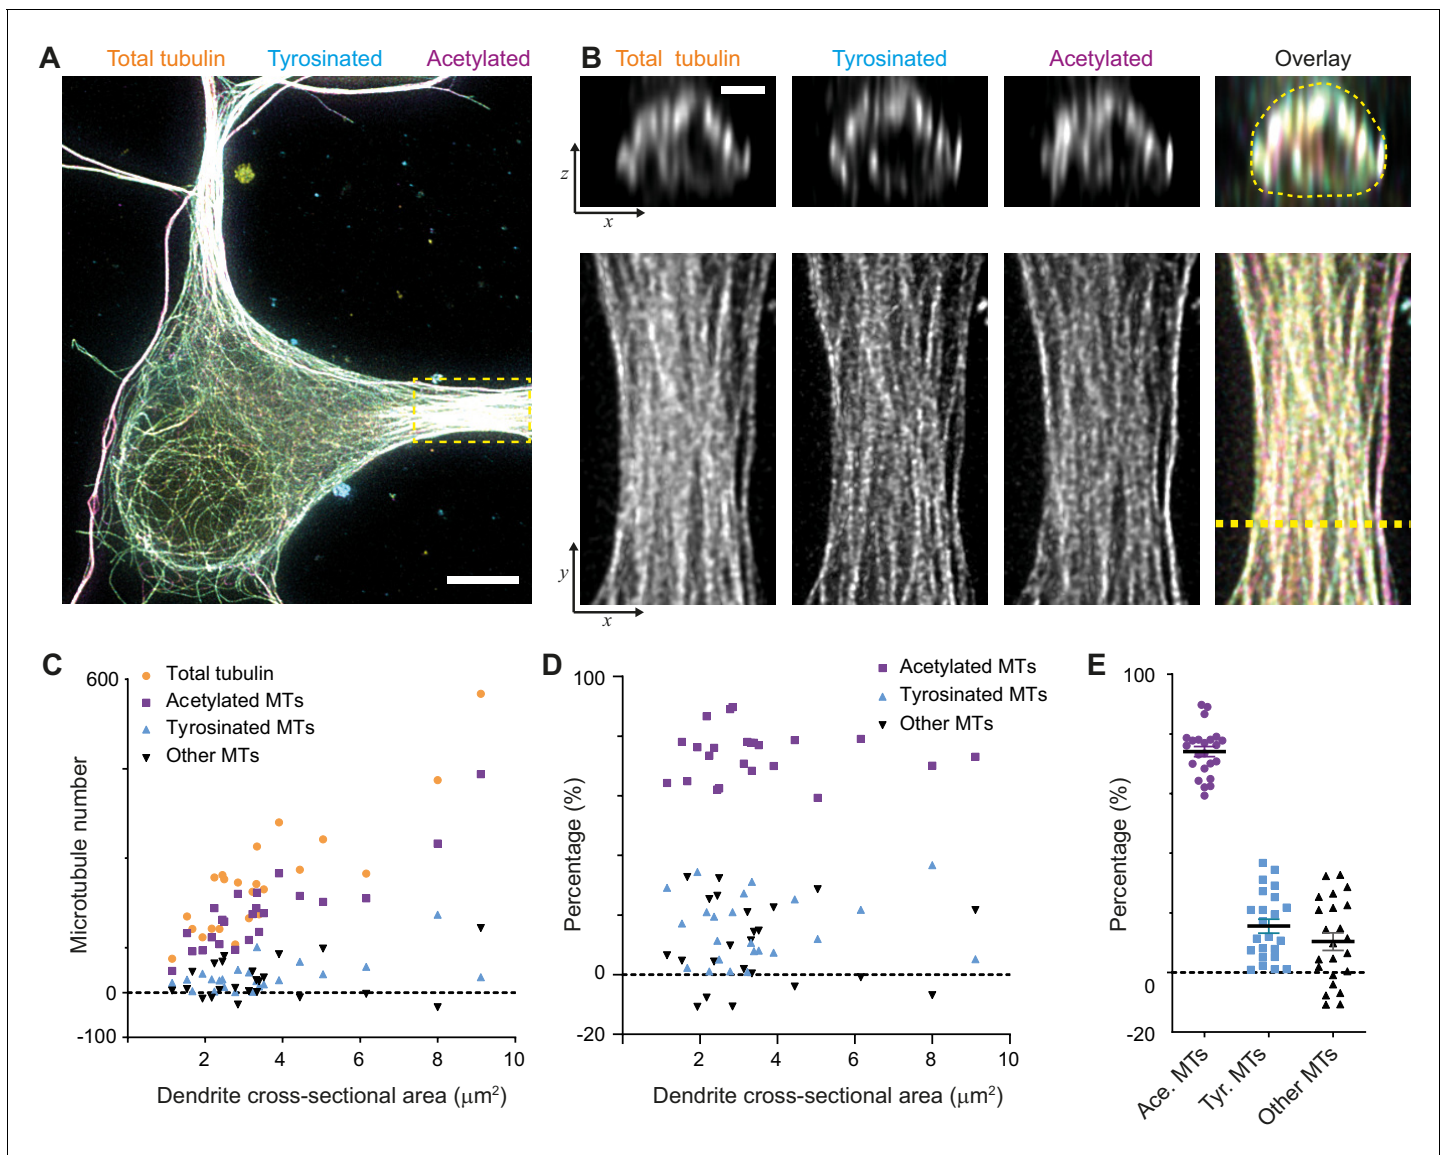 A
Total tubulin
Tyrosinated
Acetylated
B
Total tubulin
Tyrosinated
Acetylated
Overlay
z
x
y
x
C
Total tubulin
Acetylated MTs
Tyrosinated MTs
Other MTs
600
0
-100
Microtubule number
2 4 6 8 10
Dendrite cross-sectional area (μm²)
D
Acetylated MTs
Tyrosinated MTs
Other MTs
100
0
-20
Percentage (%)
2 4 6 8 10
Dendrite cross-sectional area (μm²)
E
100
0
-20
Percentage (%)
Ace. MTs
Tyr. MTs
Other MTs